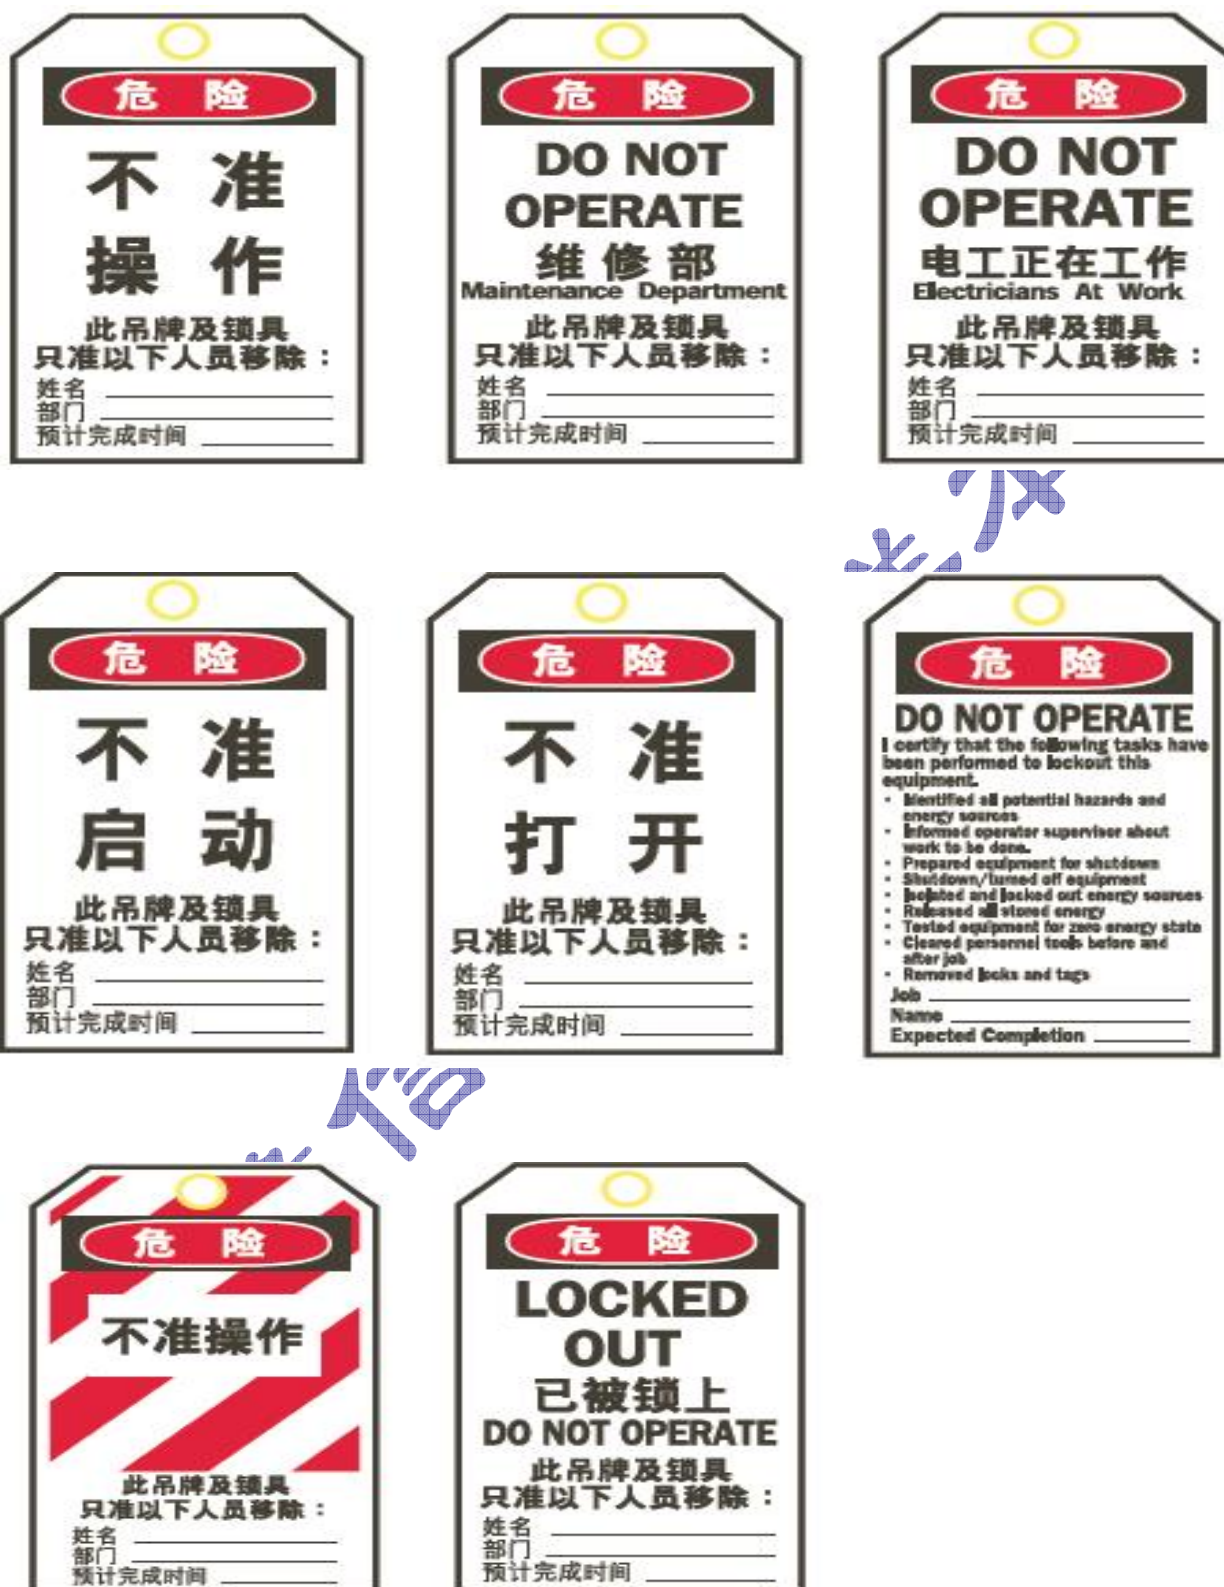 危 险
不 准
操 作
此吊牌及锁具
只准以下人员移除：
姓名
部门
预计完成时间
危 险
DO NOT
OPERATE
维修部
Maintenance Department
此吊牌及锁具
只准以下人员移除：
姓名
部门
预计完成时间
危 险
DO NOT
OPERATE
电工正在工作
Electricians At Work
此吊牌及锁具
只准以下人员移除：
姓名
部门
预计完成时间
危 险
不 准
启 动
此吊牌及锁具
只准以下人员移除：
姓名
部门
预计完成时间
危 险
不 准
打 开
此吊牌及锁具
只准以下人员移除：
姓名
部门
预计完成时间
危 险
DO NOT OPERATE
I certify that the following tasks have
been performed to lockout this
equipment.
• Identified all potential hazards and
energy sources
• Informed operator supervisor about
work to be done.
• Prepared equipment for shutdown
• Shutdown/turned off equipment
• Isolated and locked out energy sources
• Released all stored energy
• Tested equipment for zero energy state
• Cleared personnel tools before and
after job
• Removed locks and tags
Job
Name
Expected Completion
危 险
不准操作
此吊牌及锁具
只准以下人员移除：
姓名
部门
预计完成时间
危 险
LOCKED
OUT
已被锁上
DO NOT OPERATE
此吊牌及锁具
只准以下人员移除：
姓名
部门
预计完成时间
信